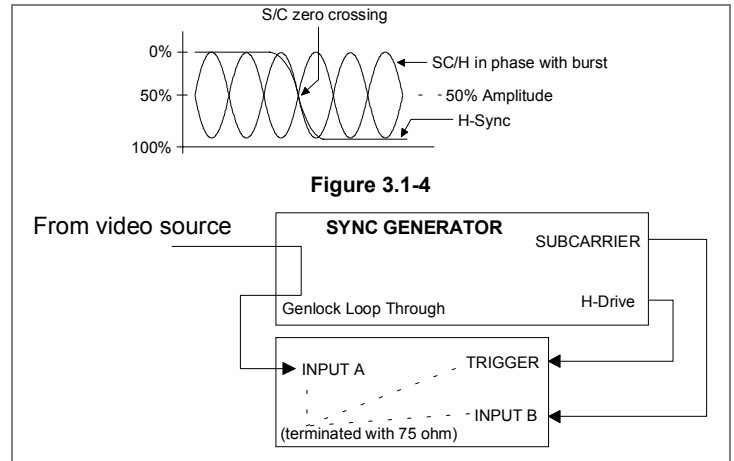 S/C zero crossing
0%
SC/H in phase with burst
50%
50% Amplitude
H-Sync
100%
Figure 3.1-4
From video source
SYNC GENERATOR
SUBCARRIER
Genlock Loop Through
H-Drive
INPUT A
TRIGGER
INPUT B
(terminated with 75 ohm)